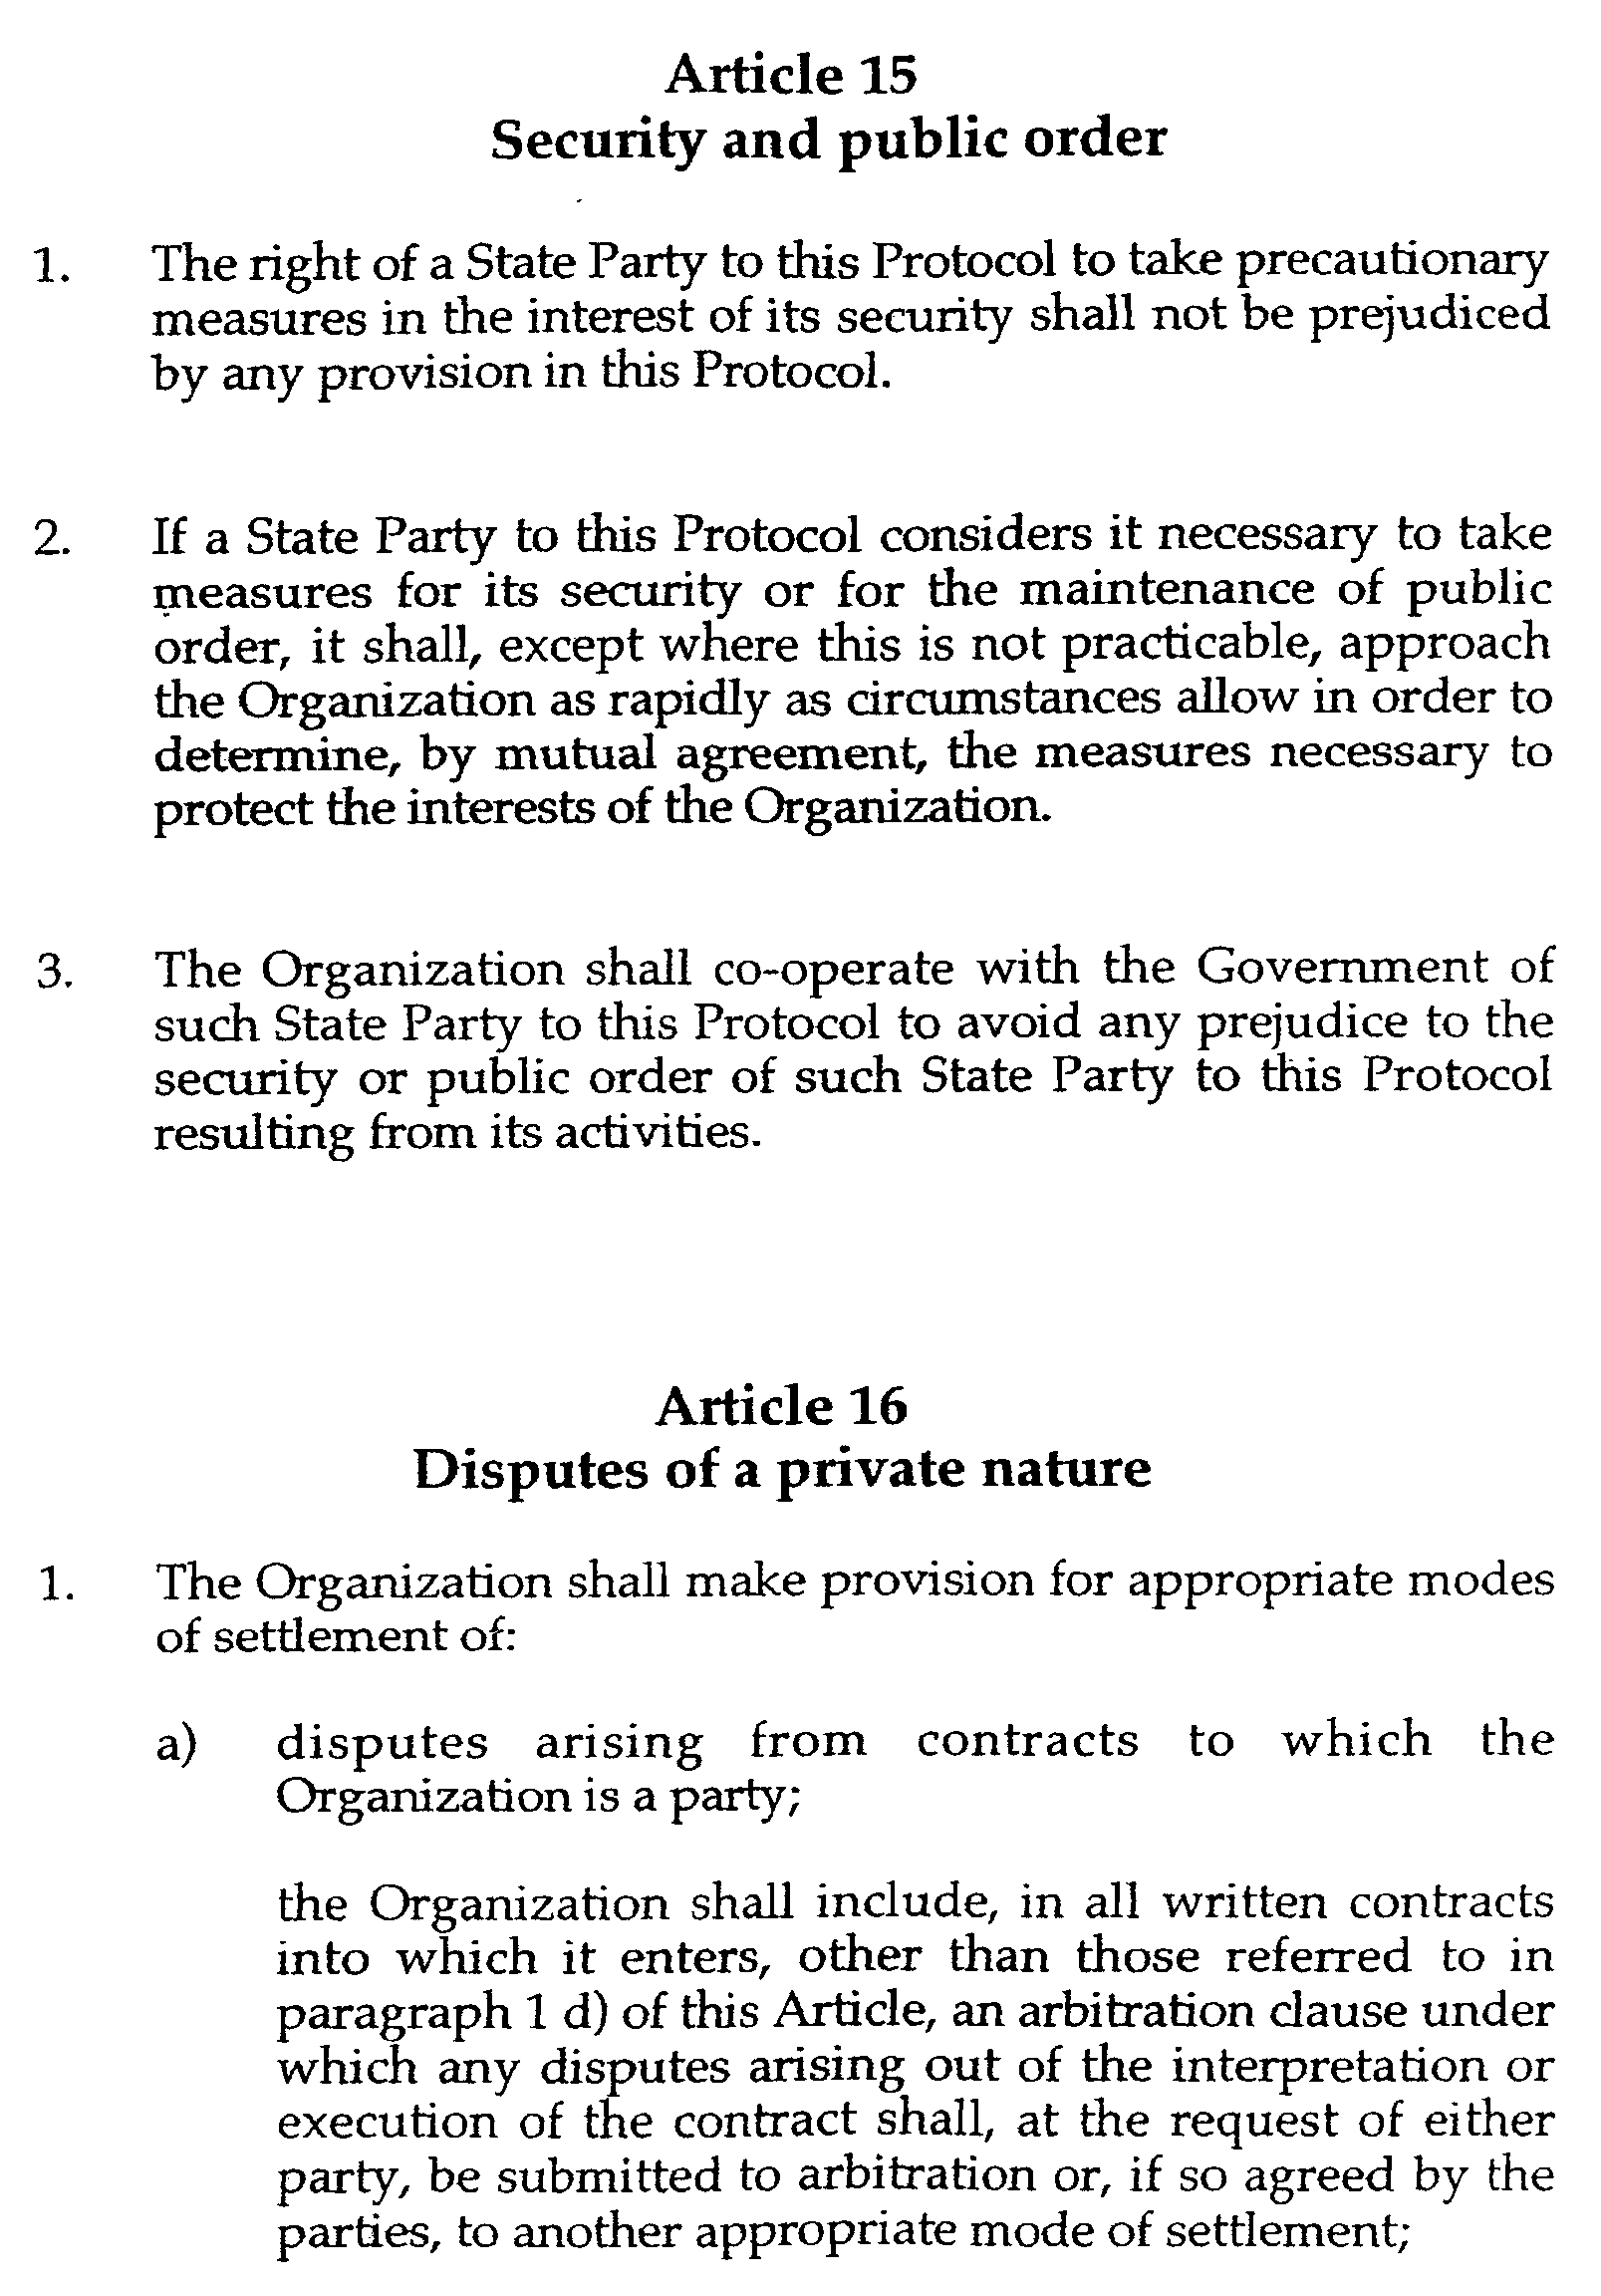 Article 15
Security and public order
1. The right of a State Party to this Protocol to take precautionary
measures in the interest of its security shall not be prejudiced
by any provision in this Protocol.
2. If a State Party to this Protocol considers it necessary to take
measures for its security or for the maintenance of public
order, it shall, except where this is not practicable, approach
the Organization as rapidly as circumstances allow in order to
determine, by mutual agreement, the measures necessary to
protect the interests of the Organization.
3. The Organization shall co-operate with the Government of
such State Party to this Protocol to avoid any prejudice to the
security or public order of such State Party to this Protocol
resulting from its activities.
Article 16
Disputes of a private nature
1. The Organization shall make provision for appropriate modes
of settlement of:
a) disputes arising from contracts to which the
Organization is a party;
the Organization shall include, in all written contracts
into which it enters, other than those referred to in
paragraph 1 d) of this Article, an arbitration clause under
which any disputes arising out of the interpretation or
execution of the contract shall, at the request of either
party, be submitted to arbitration or, if so agreed by the
parties, to another appropriate mode of settlement;